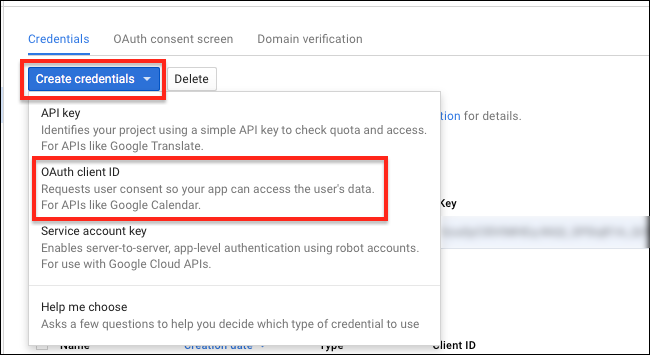 Credentials OAuth consent screen Domain verification
Create credentials Delete
API key
Identifies your project using a simple API key to check quota and access.
For APIs like Google Translate.
tion for details.
OAuth client ID
Requests user consent so your app can access the user's data.
For APIs like Google Calendar.
Key
Service account key
Enables server-to-server, app-level authentication using robot accounts.
For use with Google Cloud APIs.
Help me choose
Asks a few questions to help you decide which type of credential to use
Name Creation date Type Client ID